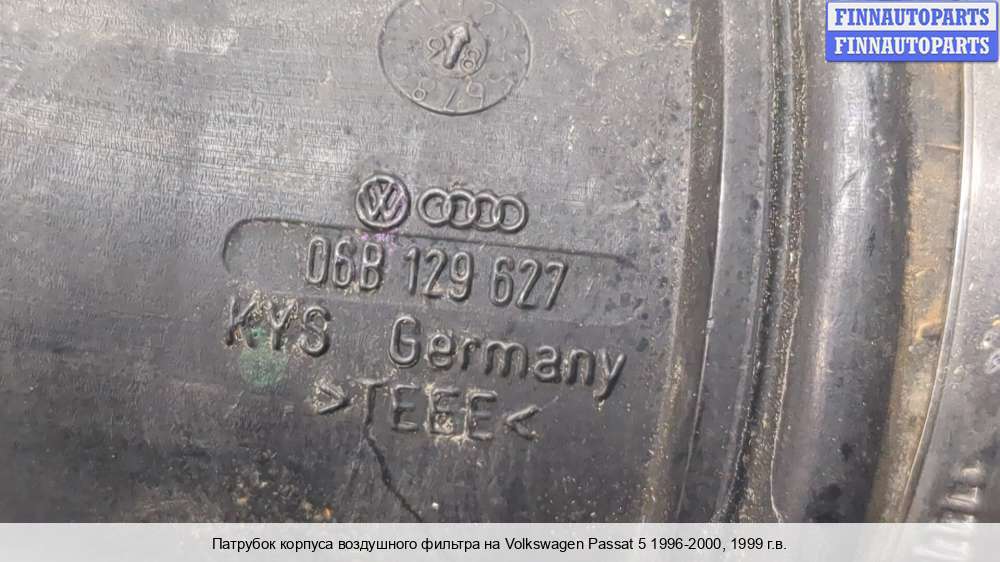 FINNAUTOPARTS
FINNAUTOPARTS
06B 129 627
KYS Germany
>TEEE<
Патрубок корпуса воздушного фильтра на Volkswagen Passat 5 1996-2000, 1999 г.в.